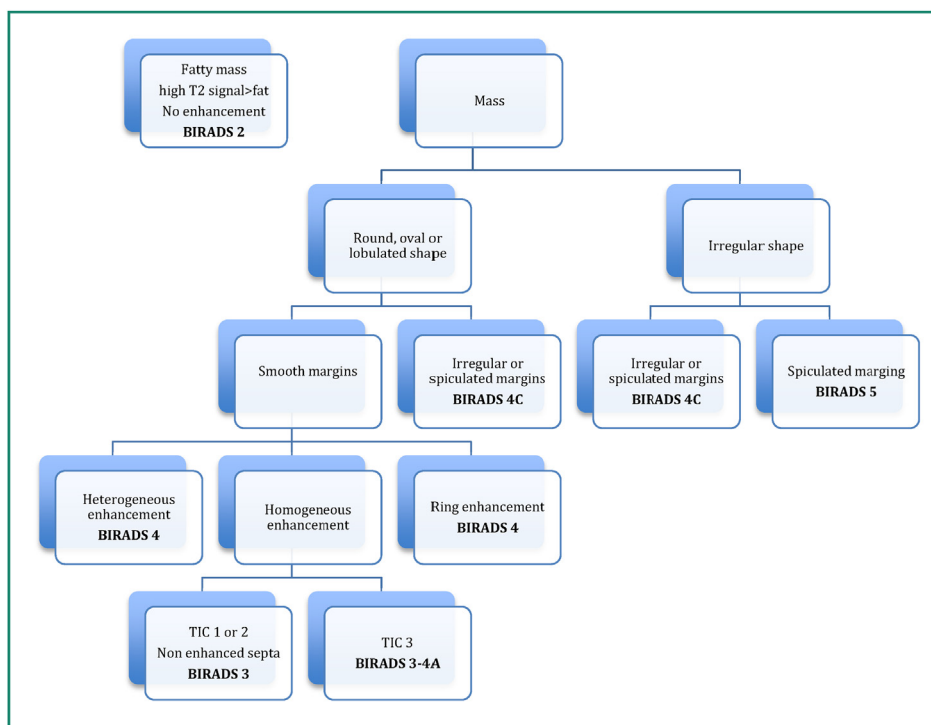 Fatty mass
high T2 signal>fat
No enhancement
BIRADS 2
Mass
Round, oval or
lobulated shape
Irregular shape
Smooth margins
Irregular or
spiculated margins
BIRADS 4C
Irregular or
spiculated margins
BIRADS 4C
Spiculated marging
BIRADS 5
Heterogeneous
enhancement
BIRADS 4
Homogeneous
enhancement
Ring enhancement
BIRADS 4
TIC 1 or 2
Non enhanced septa
BIRADS 3
TIC 3
BIRADS 3-4A